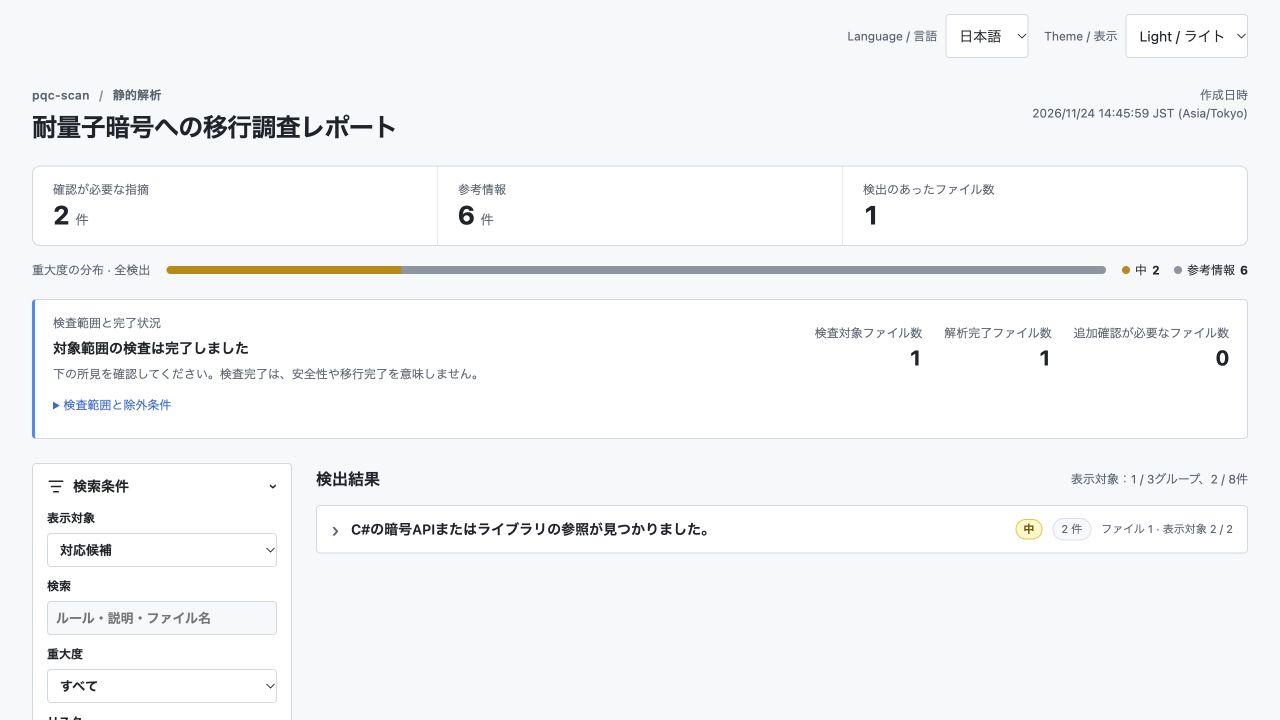 Language / 言語
日本語
Theme / 表示
Light / ライト
pqc-scan / 静的解析
耐量子暗号への移行調査レポート
作成日時
2026/11/24 14:45:59 JST (Asia/Tokyo)
確認が必要な指摘
2 件
参考情報
6 件
検出のあったファイル数
1
重大度の分布 · 全検出
中 2
参考情報 6
検査範囲と完了状況
対象範囲の検査は完了しました
下の所見を確認してください。検査完了は、安全性や移行完了を意味しません。
検査範囲と除外条件
検査対象ファイル数
1
解析完了ファイル数
1
追加確認が必要なファイル数
0
検索条件
表示対象
対応候補
検索
ルール・説明・ファイル名
重大度
すべて
検出結果
表示対象：1 / 3グループ、2 / 8件
C#の暗号APIまたはライブラリの参照が見つかりました。
中
2 件
ファイル 1 · 表示対象 2 / 2